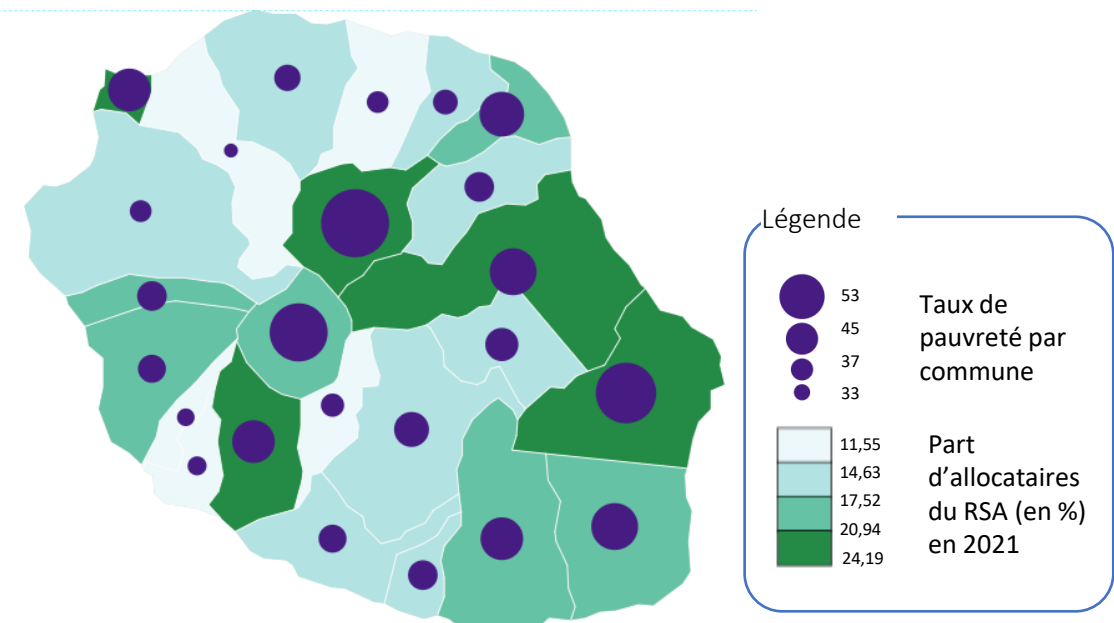 Légende
53
45
37
33
Taux de
pauvreté par
commune
11,55
14,63
17,52
20,94
24,19
Part
d’allocataires
du RSA (en %)
en 2021